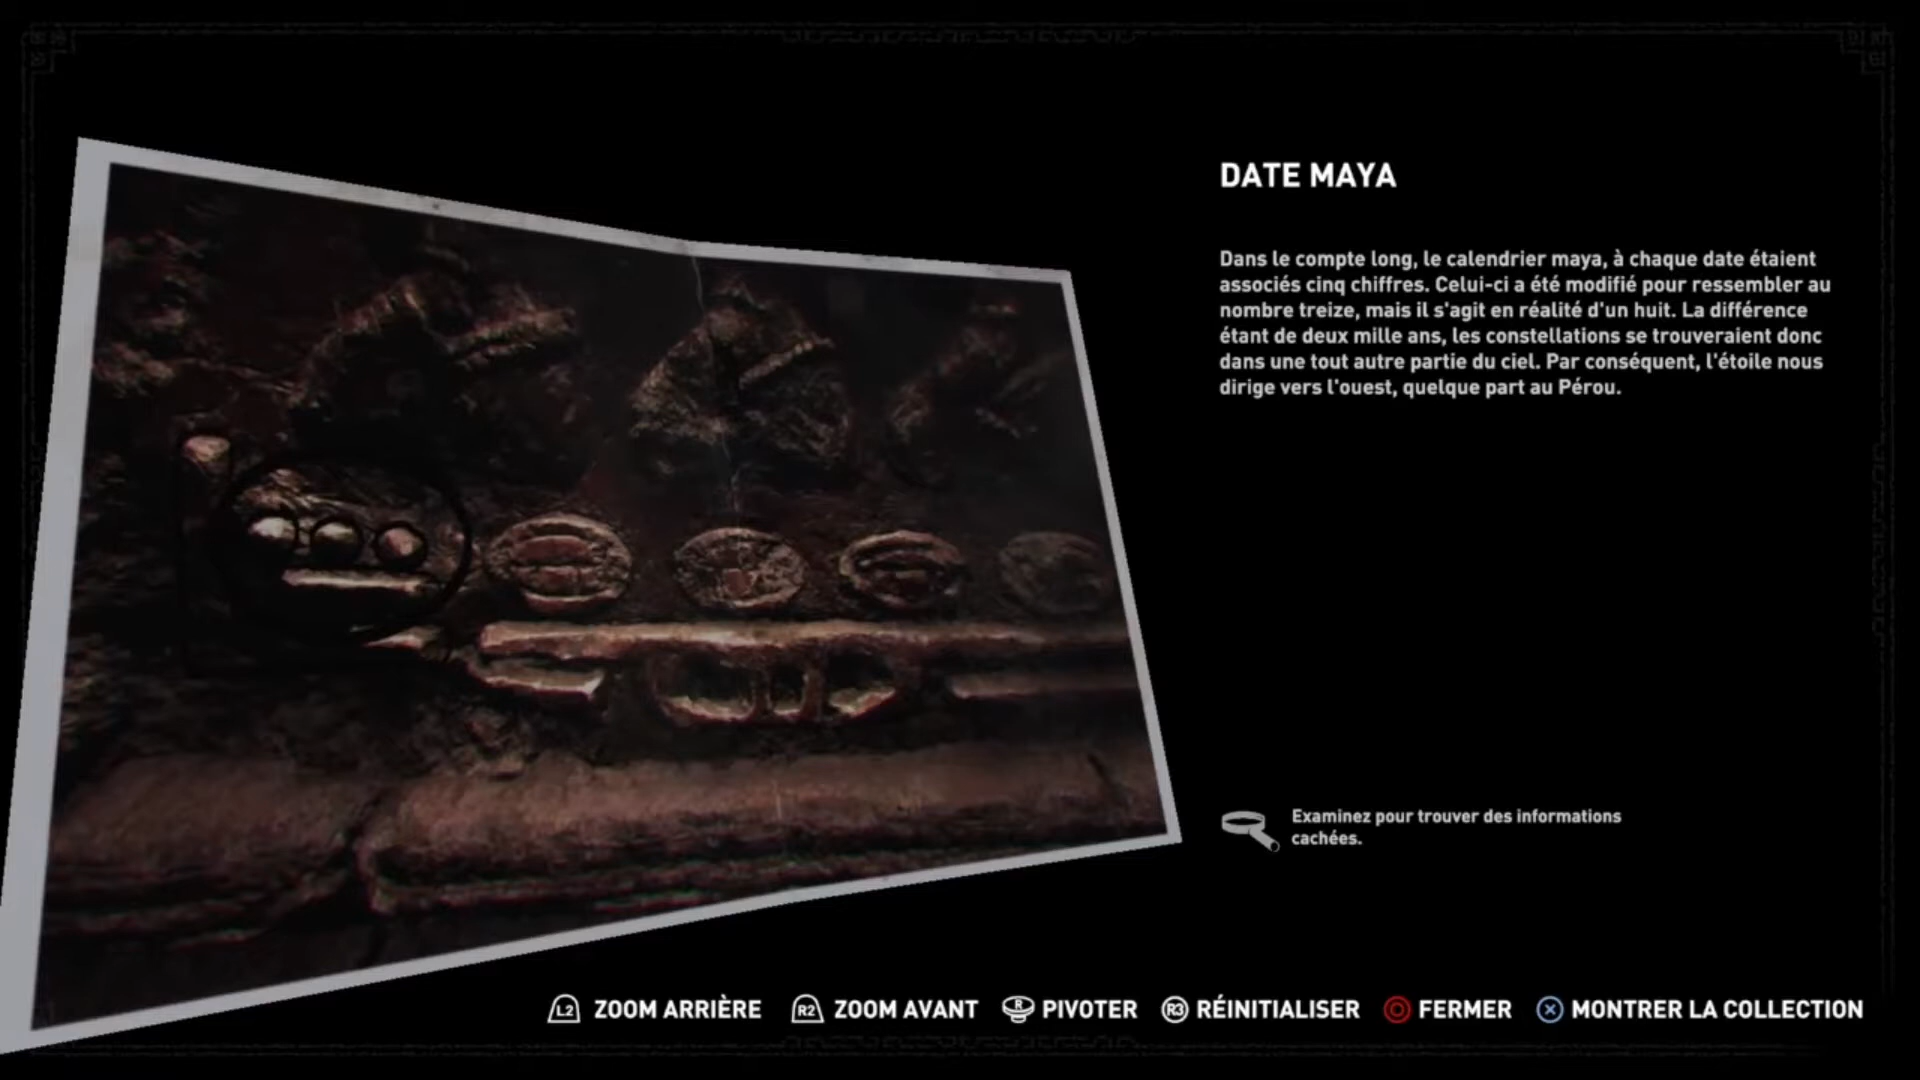 DATE MAYA
Dans le compte long, le calendrier maya, à chaque date étaient
associés cinq chiffres. Celui-ci a été modifié pour ressembler au
nombre treize, mais il s'agit en réalité d'un huit. La différence
étant de deux mille ans, les constellations se trouveraient donc
dans une tout autre partie du ciel. Par conséquent, l'étoile nous
dirige vers l'ouest, quelque part au Pérou.
Examinez pour trouver des informations
cachées.
L2 ZOOM ARRIÈRE R2 ZOOM AVANT R PIVOTER R3 RÉINITIALISER FERMER MONTRER LA COLLECTION